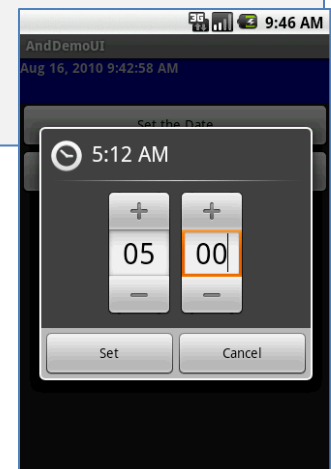 3G 9:46 AM
AndDemoUI
Aug 16, 2010 9:42:58 AM
Set the Date
5:12 AM
+ +
05 00
- -
Set Cancel